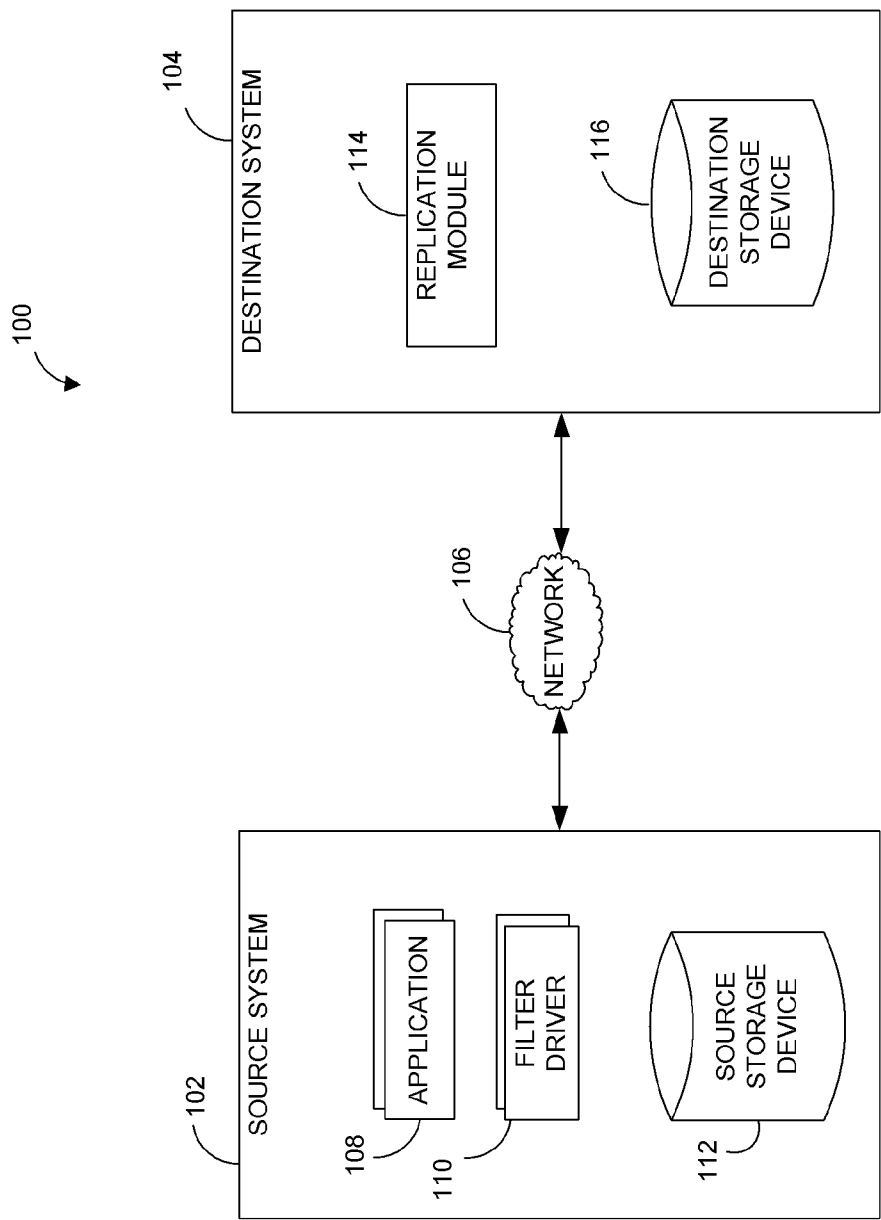 100
102
SOURCE SYSTEM
108
APPLICATION
110
FILTER
DRIVER
112
SOURCE
STORAGE
DEVICE
106
NETWORK
104
DESTINATION SYSTEM
114
REPLICATION
MODULE
116
DESTINATION
STORAGE
DEVICE